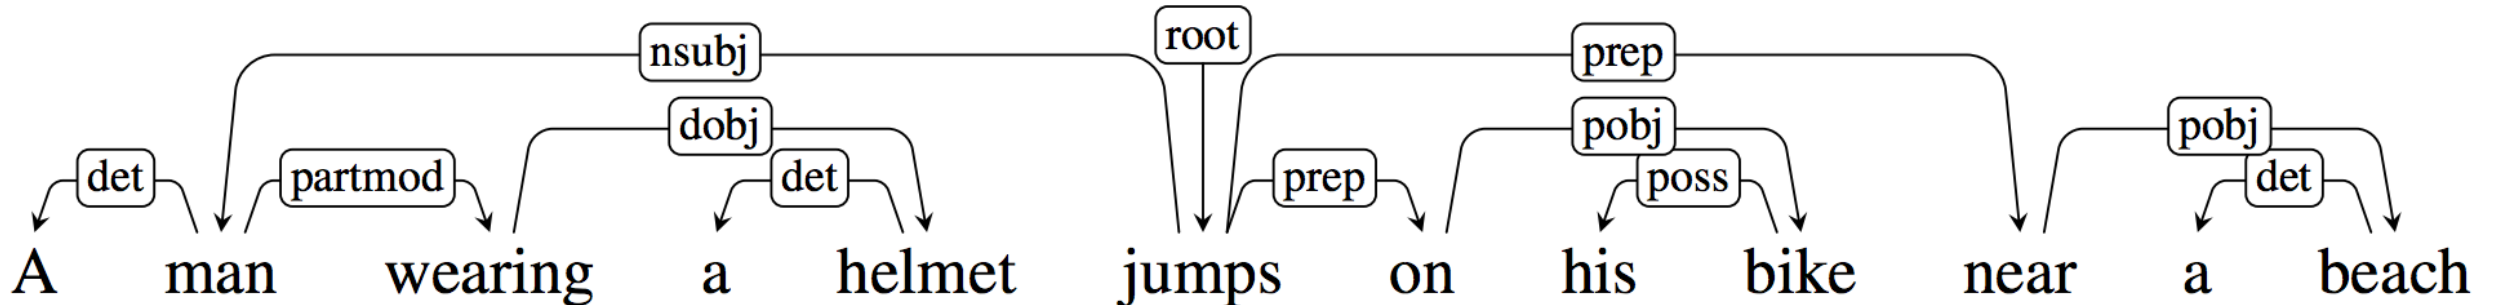 root
nsubj prep
dobj pobj pobj
det partmod det prep poss det
A man wearing a helmet jumps on his bike near a beach